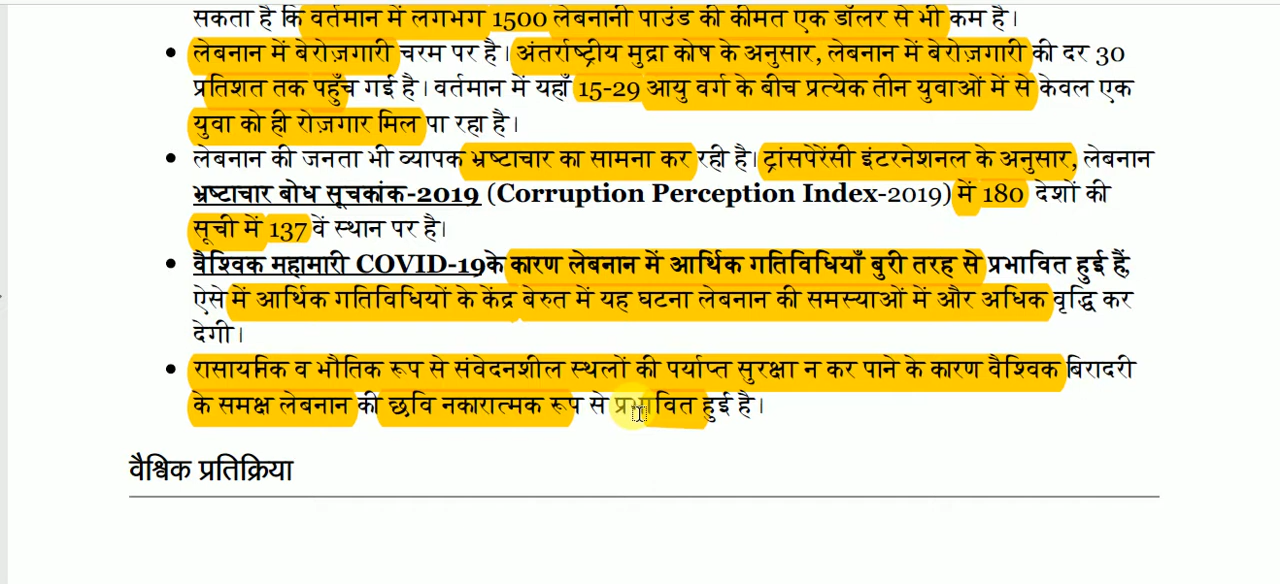 सकता है कि वर्तमान में लगभग 1500 लेबनानी पाउंड की कीमत एक डॉलर से भी कम है।
• लेबनान में बेरोज़गारी चरम पर है। अंतर्राष्ट्रीय मुद्रा कोष के अनुसार, लेबनान में बेरोज़गारी की दर 30
प्रतिशत तक पहुँच गई है। वर्तमान में यहाँ 15-29 आयु वर्ग के बीच प्रत्येक तीन युवाओं में से केवल एक
युवा को ही रोज़गार मिल पा रहा है।
• लेबनान की जनता भी व्यापक भ्रष्टाचार का सामना कर रही है। ट्रांसपेरेंसी इंटरनेशनल के अनुसार, लेबनान
भ्रष्टाचार बोध सूचकांक-2019 (Corruption Perception Index-2019) में 180 देशों की
सूची में 137 वें स्थान पर है।
• वैश्विक महामारी COVID-19के कारण लेबनान में आर्थिक गतिविधियाँ बुरी तरह से प्रभावित हुई हैं,
ऐसे में आर्थिक गतिविधियों के केंद्र बेरुत में यह घटना लेबनान की समस्याओं में और अधिक वृद्धि कर
देगी।
• रासायनिक व भौतिक रूप से संवेदनशील स्थलों की पर्याप्त सुरक्षा न कर पाने के कारण वैश्विक बिरादरी
के समक्ष लेबनान की छवि नकारात्मक रूप से प्रभावित हुई है।
वैश्विक प्रतिक्रिया